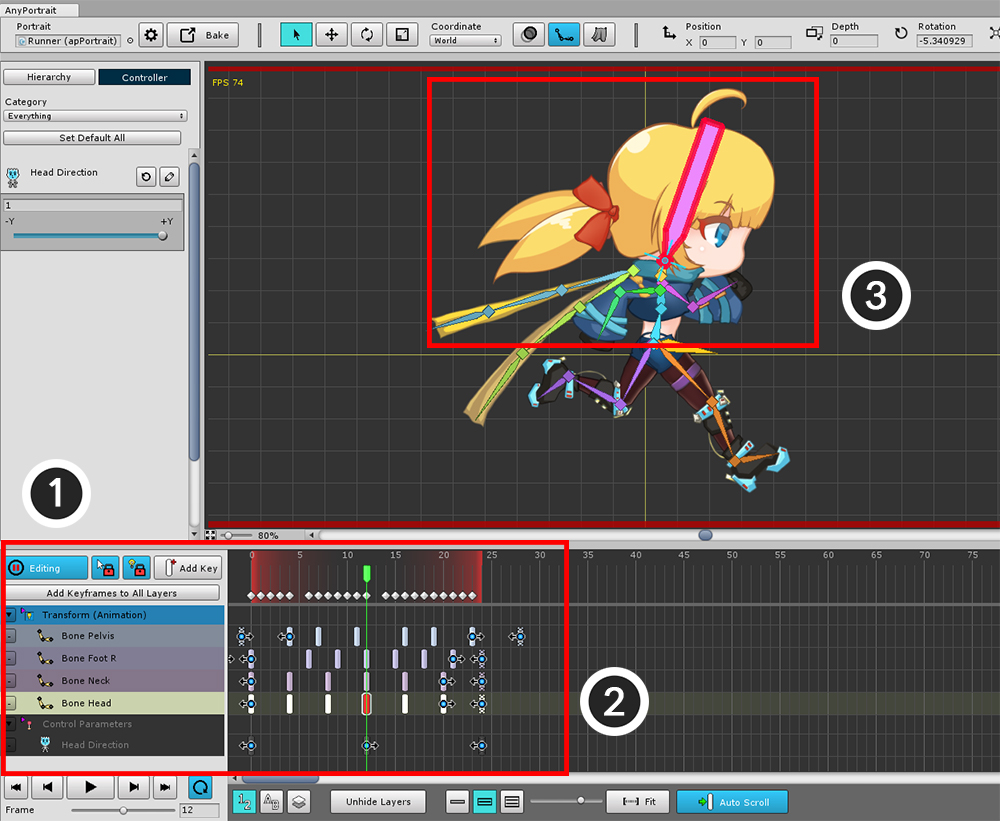 AnyPortrait
Portrait
Runner (apPortrait)
Bake
Coordinate
World
Position
X 0 Y 0
Depth
0
Rotation
-5.340929
Hierarchy
Controller
Category
Everything
Set Default All
Head Direction
1
-Y +Y
FPS 74
3
1
80%
Editing
Add Key
Add Keyframes to All Layers
0 5 10 15 20 25 30 35 40 45 50 55 60 65 70 75
Transform (Animation)
Bone Pelvis
Bone Foot R
Bone Neck
Bone Head
Control Parameters
Head Direction
2
Frame
12
1 2
A B
Unhide Layers
Fit
Auto Scroll